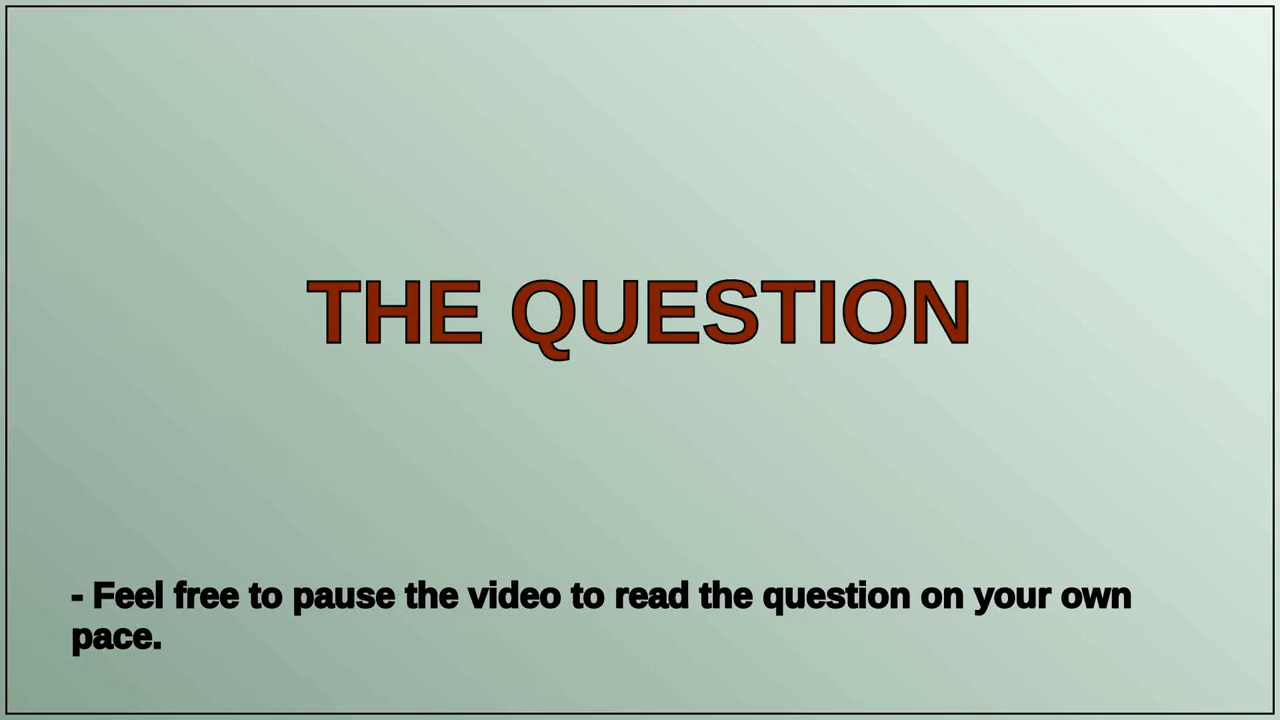 THE QUESTION
- Feel free to pause the video to read the question on your own
pace.